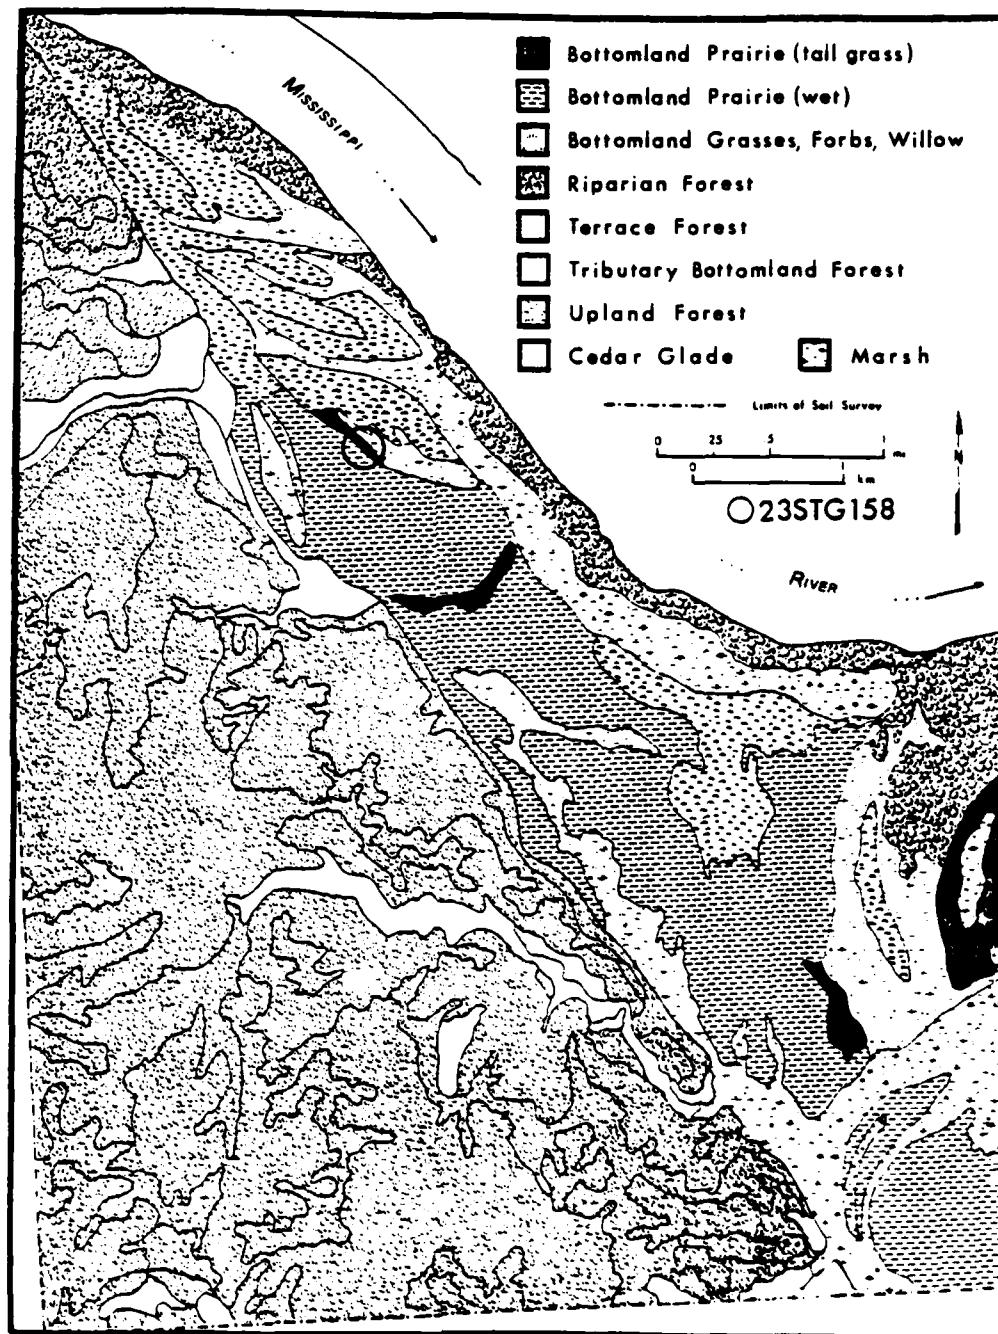 MISSISSIPPI
Bottomland Prairie (tall grass)
Bottomland Prairie (wet)
Bottomland Grasses, Forbs, Willow
Riparian Forest
Terrace Forest
Tributary Bottomland Forest
Upland Forest
Cedar Glade Marsh
Limits of Soil Survey
0 25 5 1 mi.
N
0 1 km
23STG158
RIVER